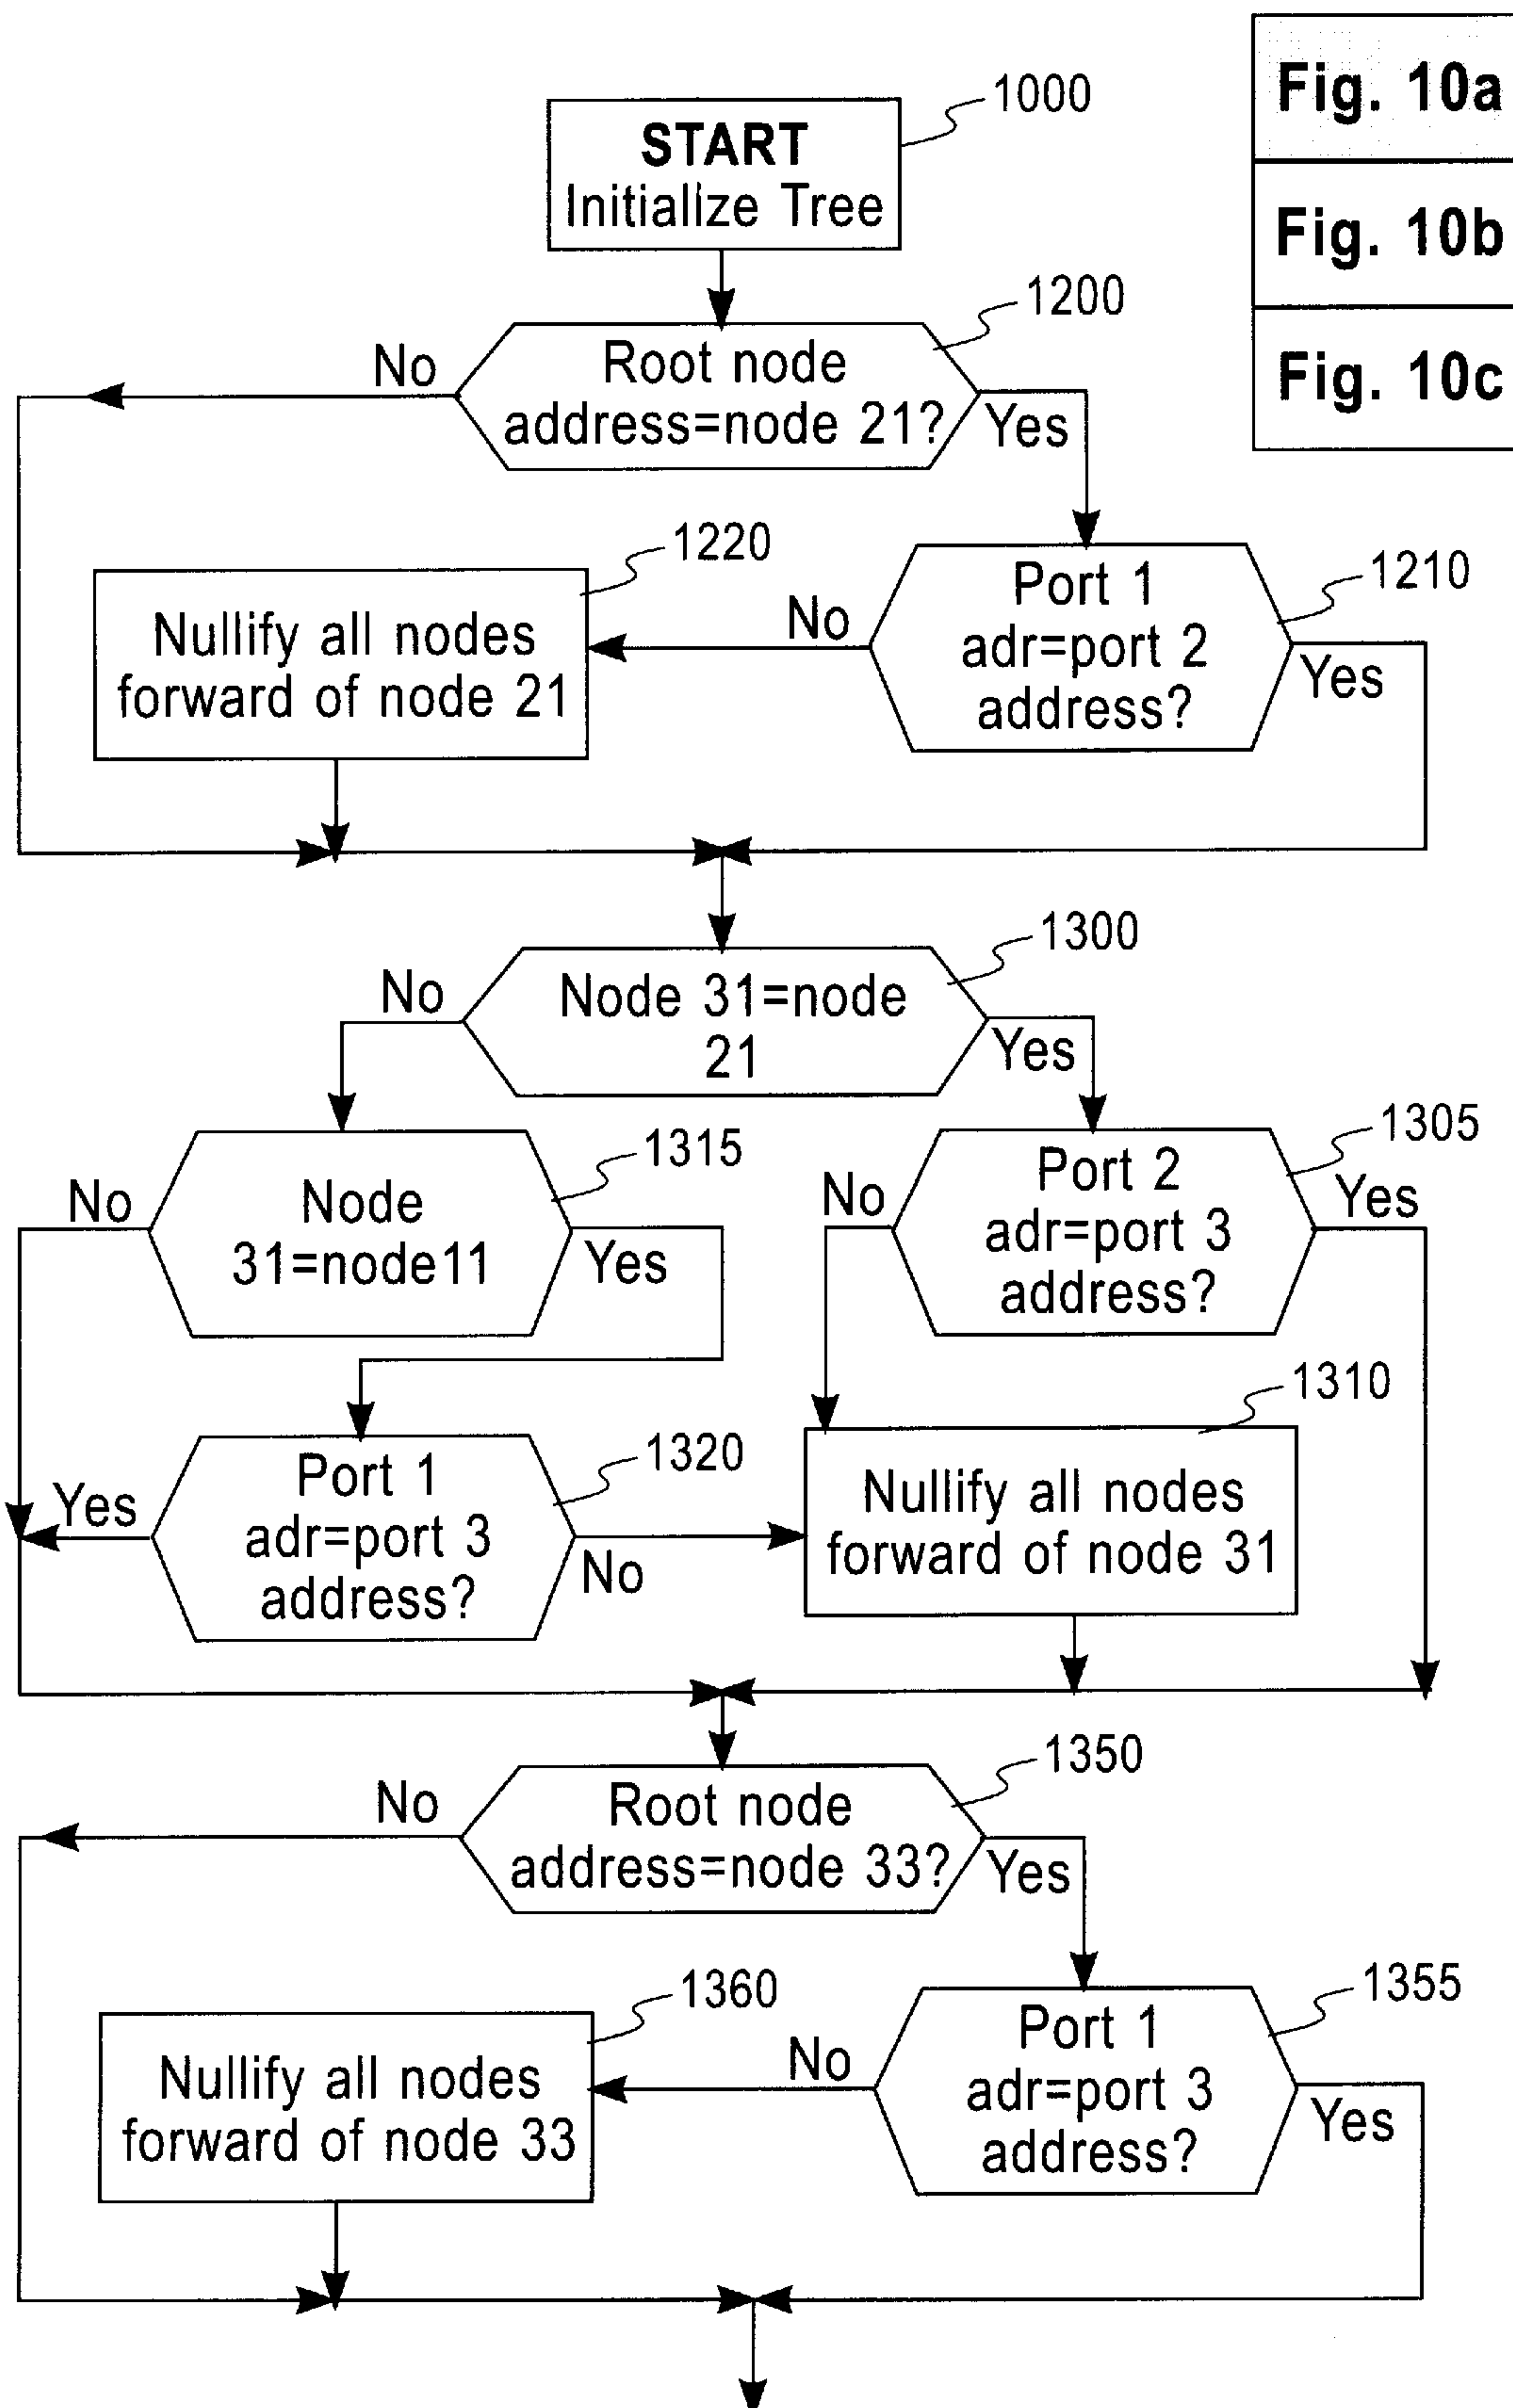 Fig. 10a
Fig. 10b
Fig. 10c
1000
START
Initialize Tree
1200
Root node
address=node 21?
No
Yes
1220
Nullify all nodes
forward of node 21
1210
Port 1
adr=port 2
address?
No
Yes
1300
Node 31=node
21
No
Yes
1315
Node
31=node11
No
Yes
1305
Port 2
adr=port 3
address?
No
Yes
1320
Port 1
adr=port 3
address?
Yes
No
1310
Nullify all nodes
forward of node 31
1350
Root node
address=node 33?
No
Yes
1360
Nullify all nodes
forward of node 33
1355
Port 1
adr=port 3
address?
No
Yes